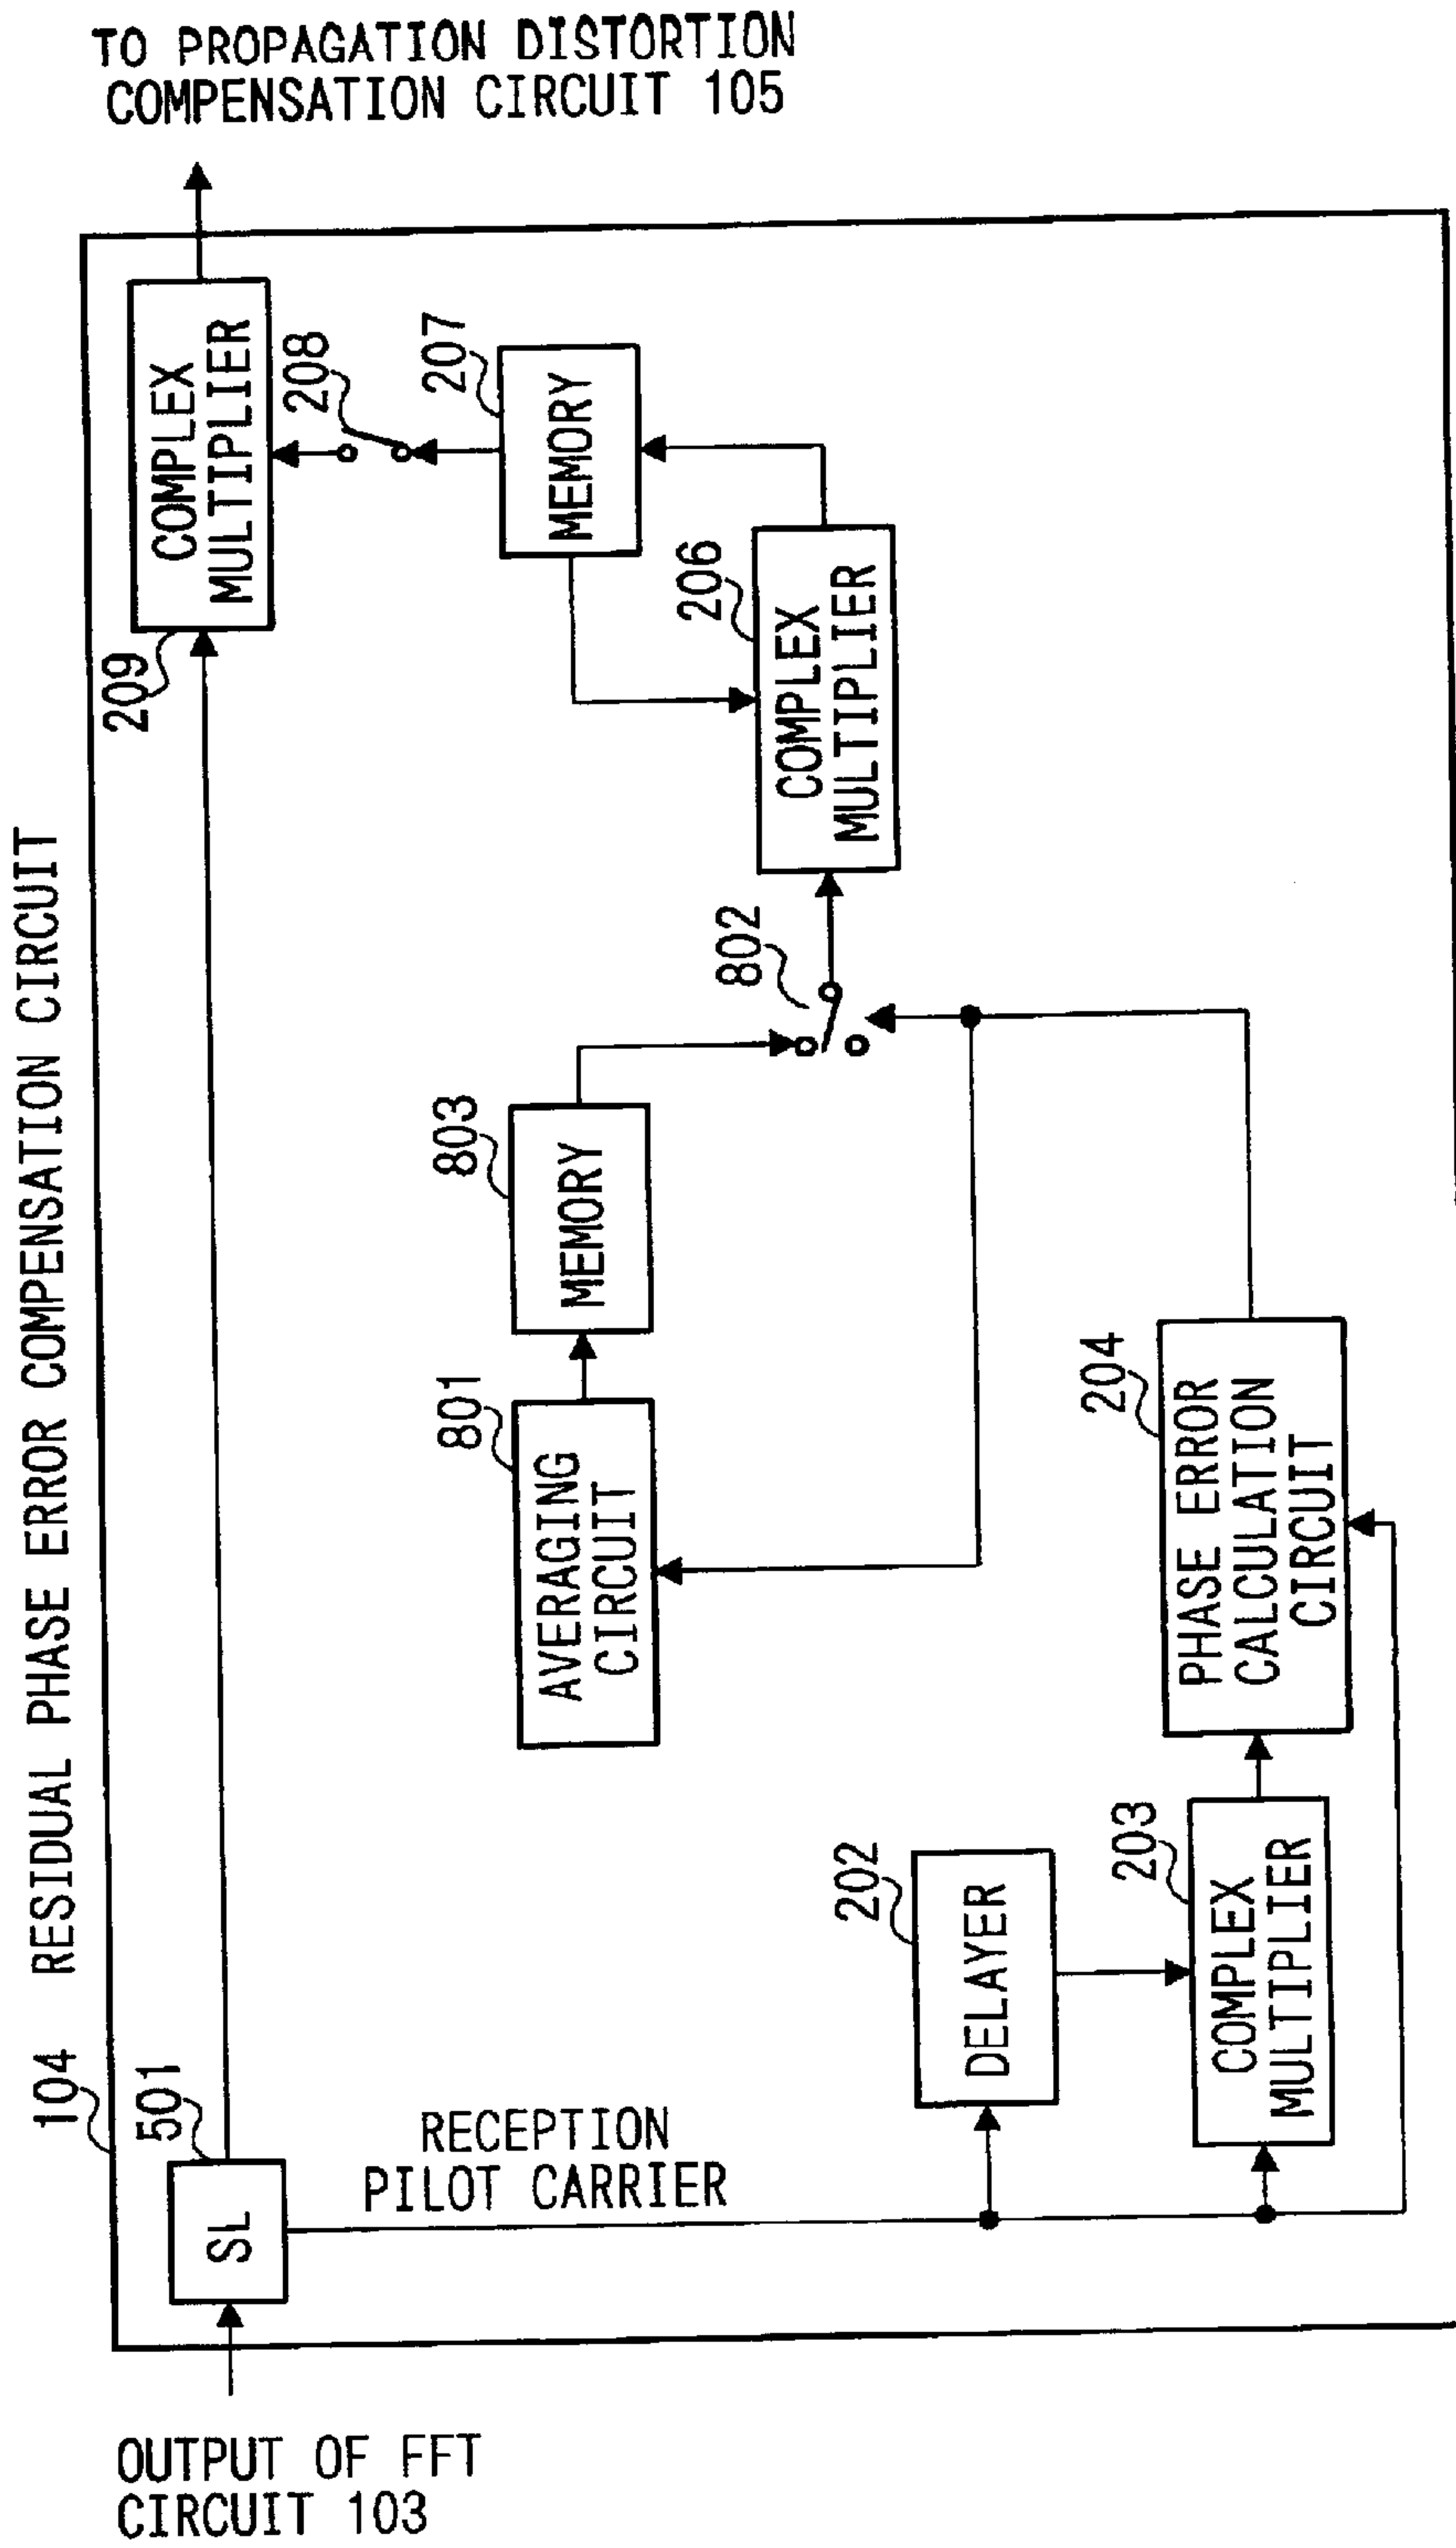 104 RESIDUAL PHASE ERROR COMPENSATION CIRCUIT
OUTPUT OF FFT
CIRCUIT 103
SL
501
RECEPTION
PILOT CARRIER
DELAYER
202
COMPLEX
MULTIPLIER
203
PHASE ERROR
CALCULATION
CIRCUIT
204
AVERAGING
CIRCUIT
801
MEMORY
803
802
COMPLEX
MULTIPLIER
206
MEMORY
207
208
COMPLEX
MULTIPLIER
209
TO PROPAGATION DISTORTION
COMPENSATION CIRCUIT 105